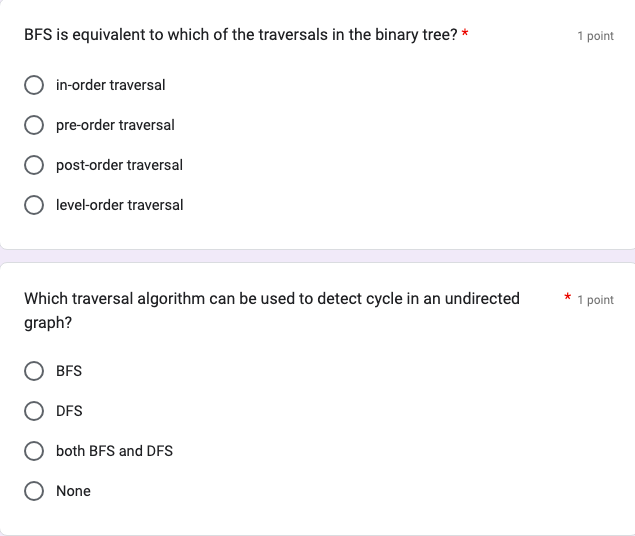 BFS is equivalent to which of the traversals in the binary tree? * 1 point
in-order traversal
pre-order traversal
post-order traversal
level-order traversal
Which traversal algorithm can be used to detect cycle in an undirected * 1 point
graph?
BFS
DFS
both BFS and DFS
None